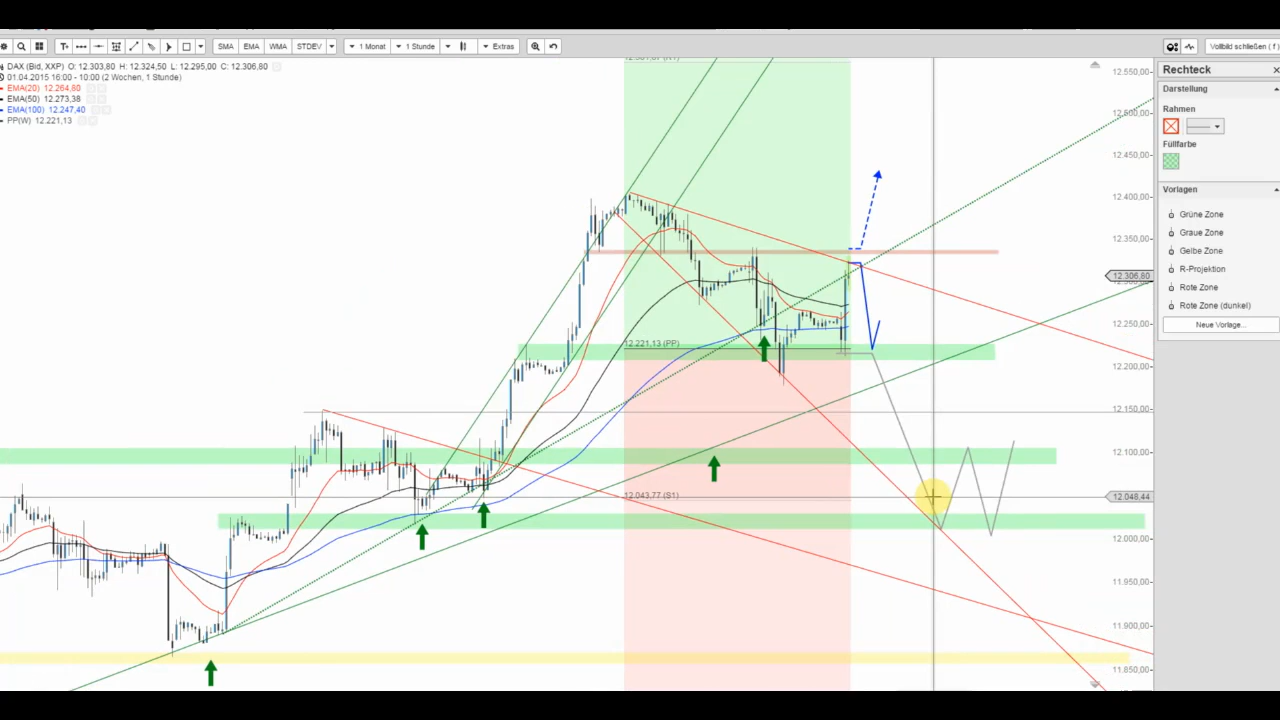 SMA EMA WMA STDEV 1 Monat 1 Stunde Extras Vollbild schließen ( f )
DAX (Bid, XXP) O: 12.303,80 H: 12.324,50 L: 12.295,00 C: 12.306,80
01.04.2015 16:00 - 10:00 (2 Wochen, 1 Stunde)
EMA(20) 12.264,80
EMA(50) 12.273,38
EMA(100) 12.247,40
PP(W) 12.221,13
12.221,13 (PP)
12.043,77 (S1)
12.550,00
12.500,00
12.450,00
12.400,00
12.350,00
12.306,80
12.250,00
12.200,00
12.150,00
12.100,00
12.048,44
12.000,00
11.950,00
11.900,00
11.850,00
Rechteck
Darstellung
Rahmen
Füllfarbe
Vorlagen
Grüne Zone
Graue Zone
Gelbe Zone
R-Projektion
Rote Zone
Rote Zone (dunkel)
Neue Vorlage...